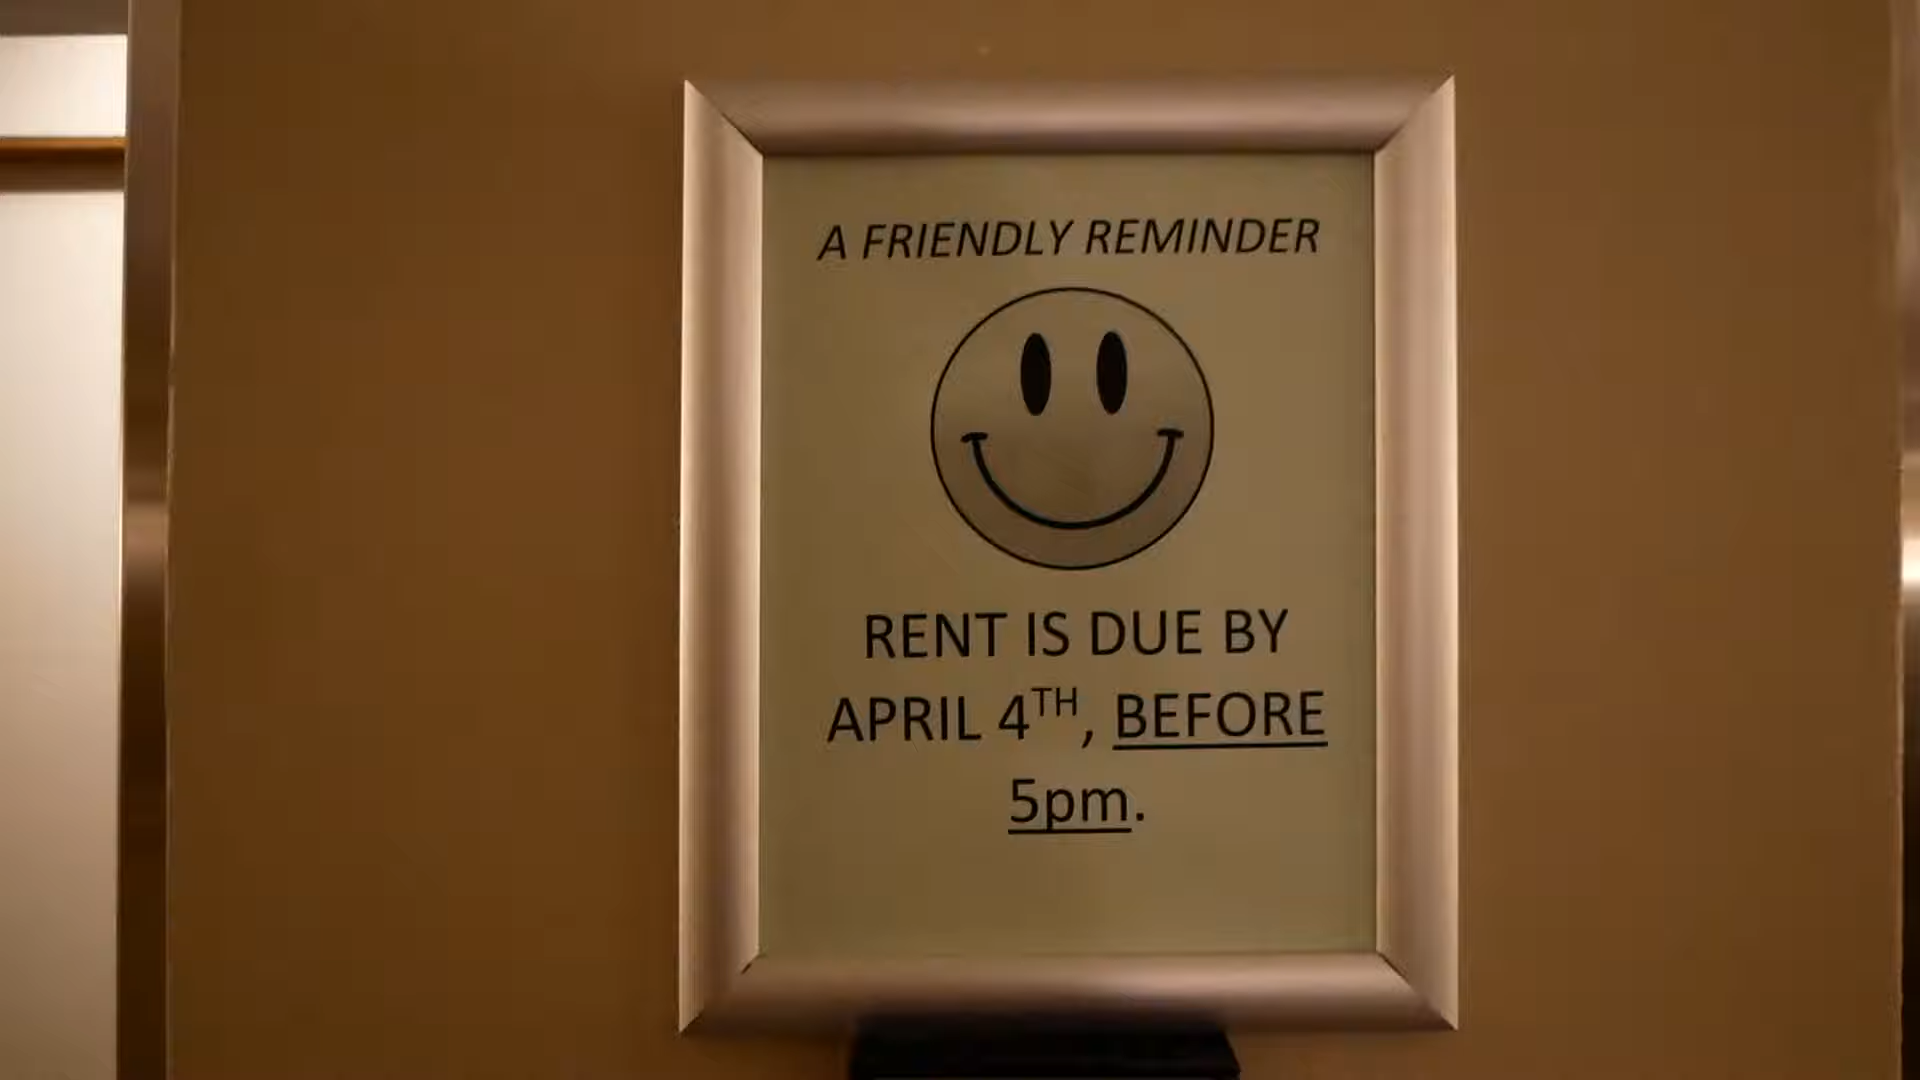 A FRIENDLY REMINDER
RENT IS DUE BY
APRIL 4TH, BEFORE
5pm.